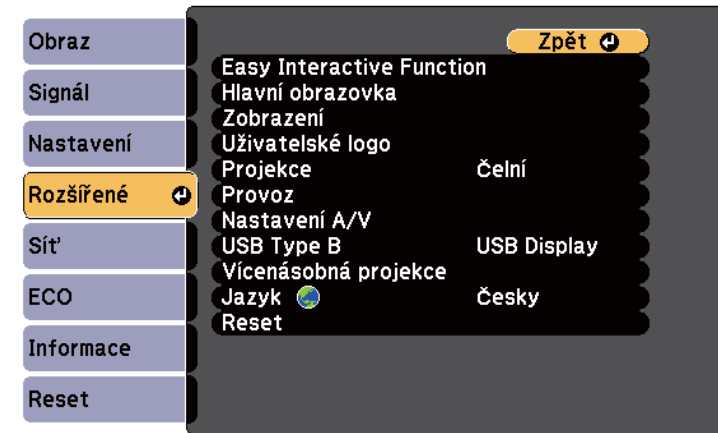 Obraz
Signál
Nastavení
Rozšířené
Síť
ECO
Informace
Reset
Zpět
Easy Interactive Function
Hlavní obrazovka
Zobrazení
Uživatelské logo
Projekce Čelní
Provoz
Nastavení A/V
USB Type B USB Display
Vícenásobná projekce
Jazyk Česky
Reset